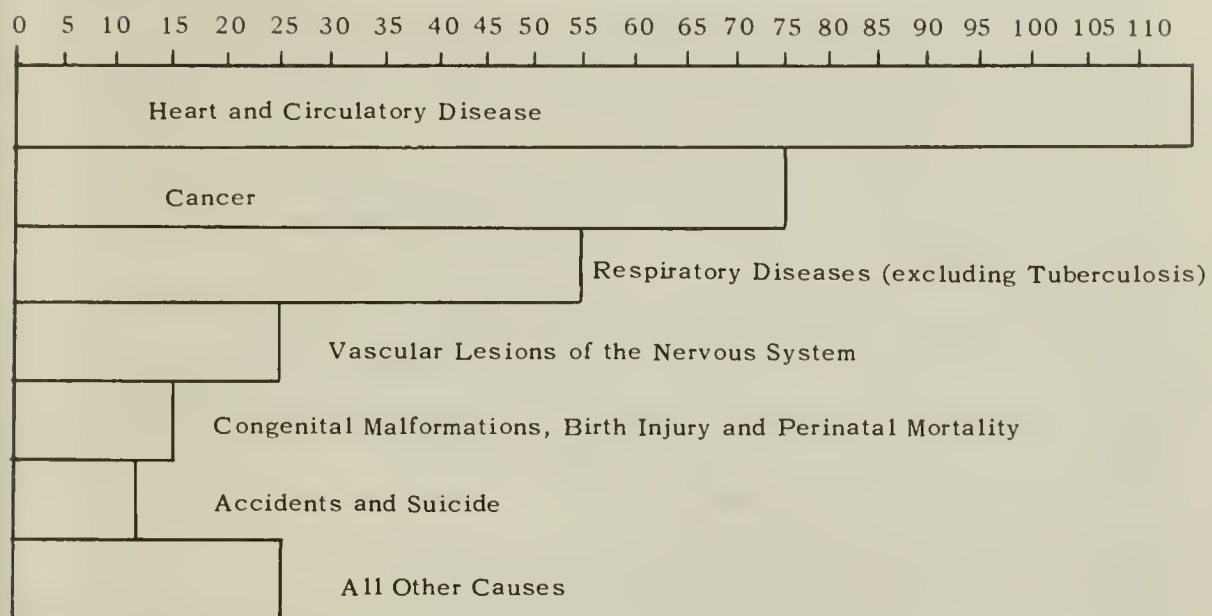 0 5 10 15 20 25 30 35 40 45 50 55 60 65 70 75 80 85 90 95 100 105 110
Heart and Circulatory Disease
Cancer
Respiratory Diseases (excluding Tuberculosis)
Vascular Lesions of the Nervous System
Congenital Malformations, Birth Injury and Perinatal Mortality
Accidents and Suicide
All Other Causes